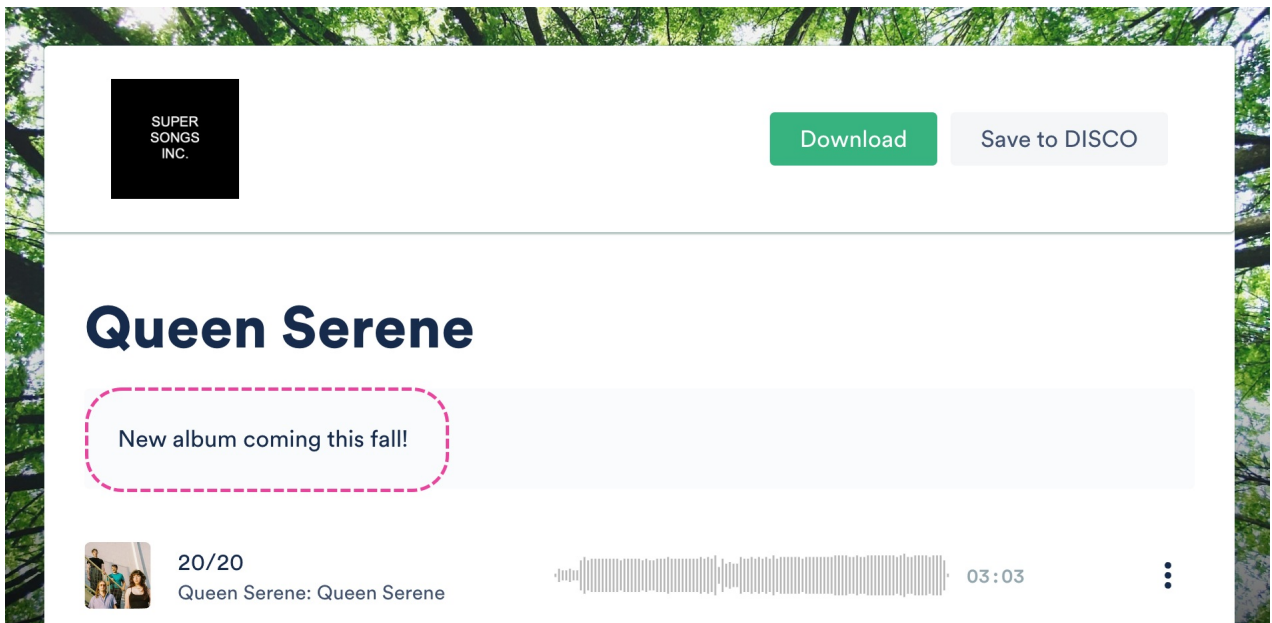 SUPER
SONGS
INC.
Download
Save to DISCO
Queen Serene
New album coming this fall!
20/20
03:03
Queen Serene: Queen Serene